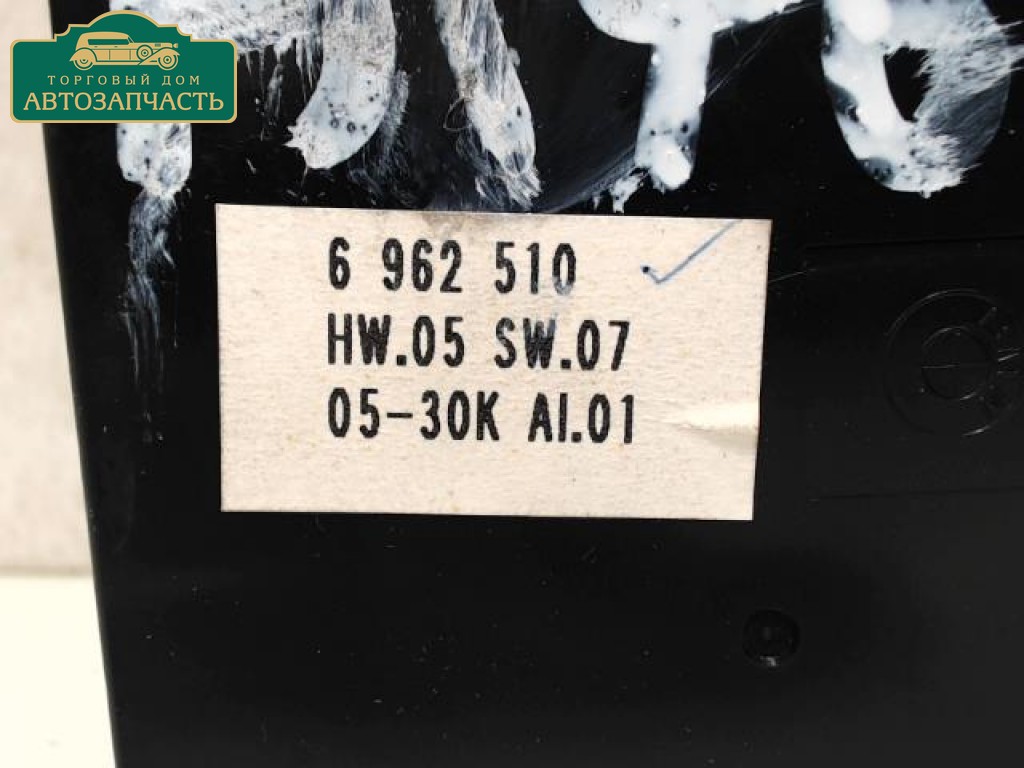 ТОРГОВЫЙ ДОМ
АВТОЗАПЧАСТЬ
6 962 510
HW.05 SW.07
05-30K AI.01